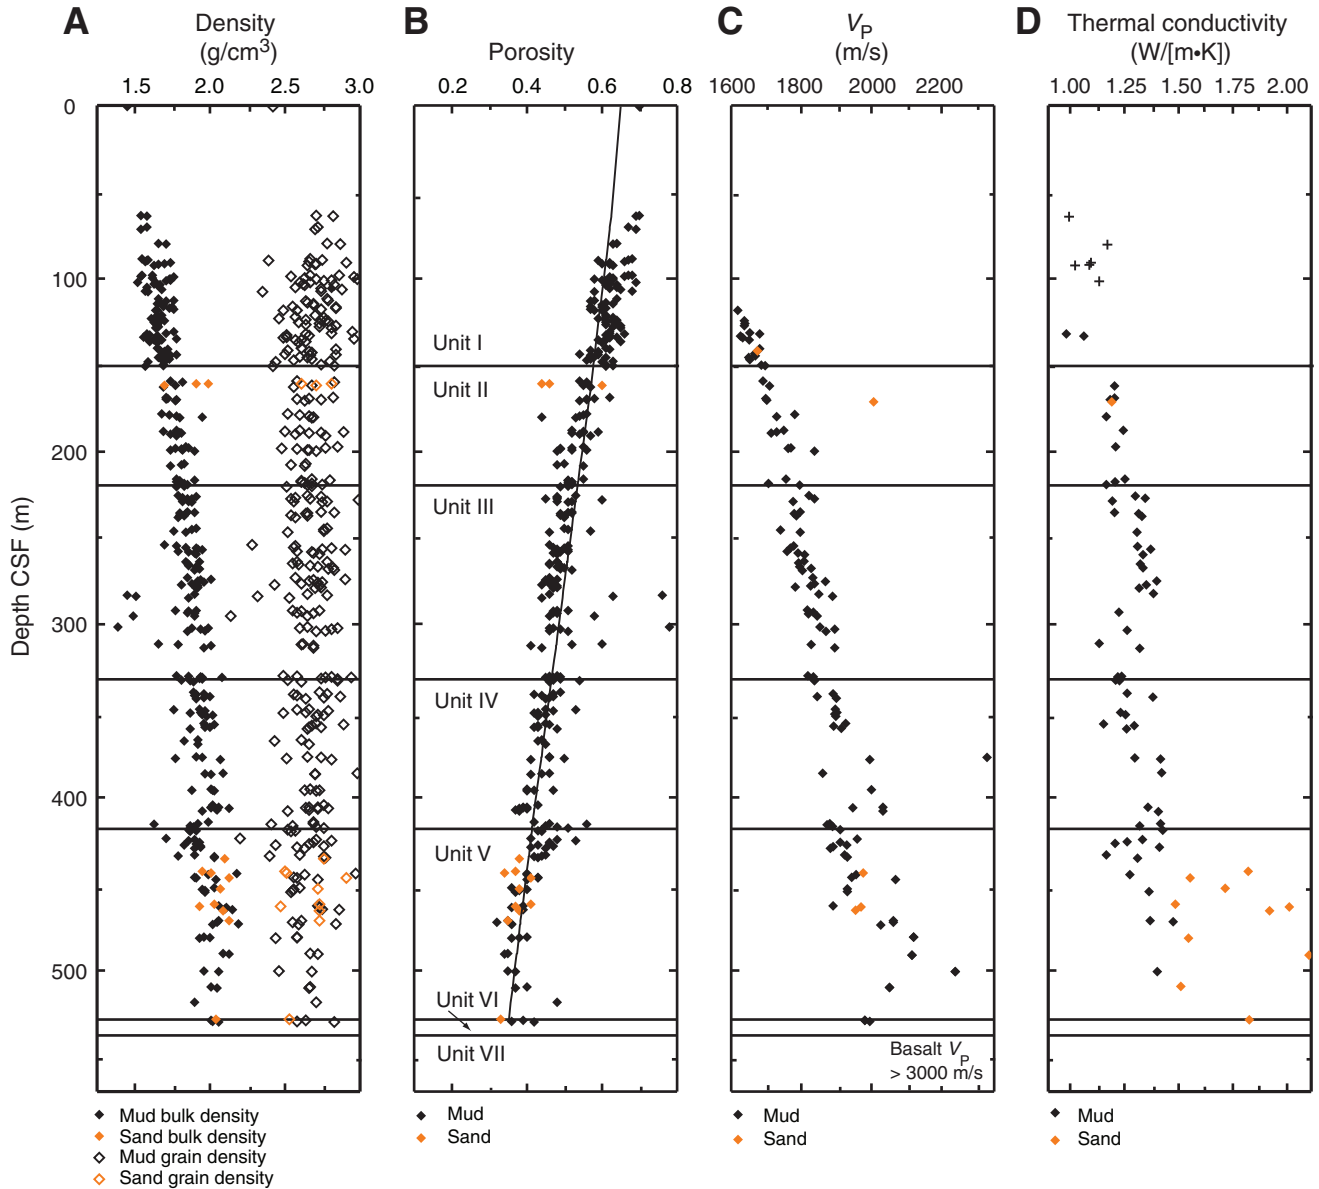 A
Density
(g/cm3)
1.5 2.0 2.5 3.0
B
Porosity
0.2 0.4 0.6 0.8
C
VP
(m/s)
1600 1800 2000 2200
D
Thermal conductivity
(W/[m•K])
1.00 1.25 1.50 1.75 2.00
Depth CSF (m)
0
100
200
300
400
500
Unit I
Unit II
Unit III
Unit IV
Unit V
Unit VI
Unit VII
Basalt VP
> 3000 m/s
Mud bulk density
Sand bulk density
Mud grain density
Sand grain density
Mud
Sand
Mud
Sand
Mud
Sand